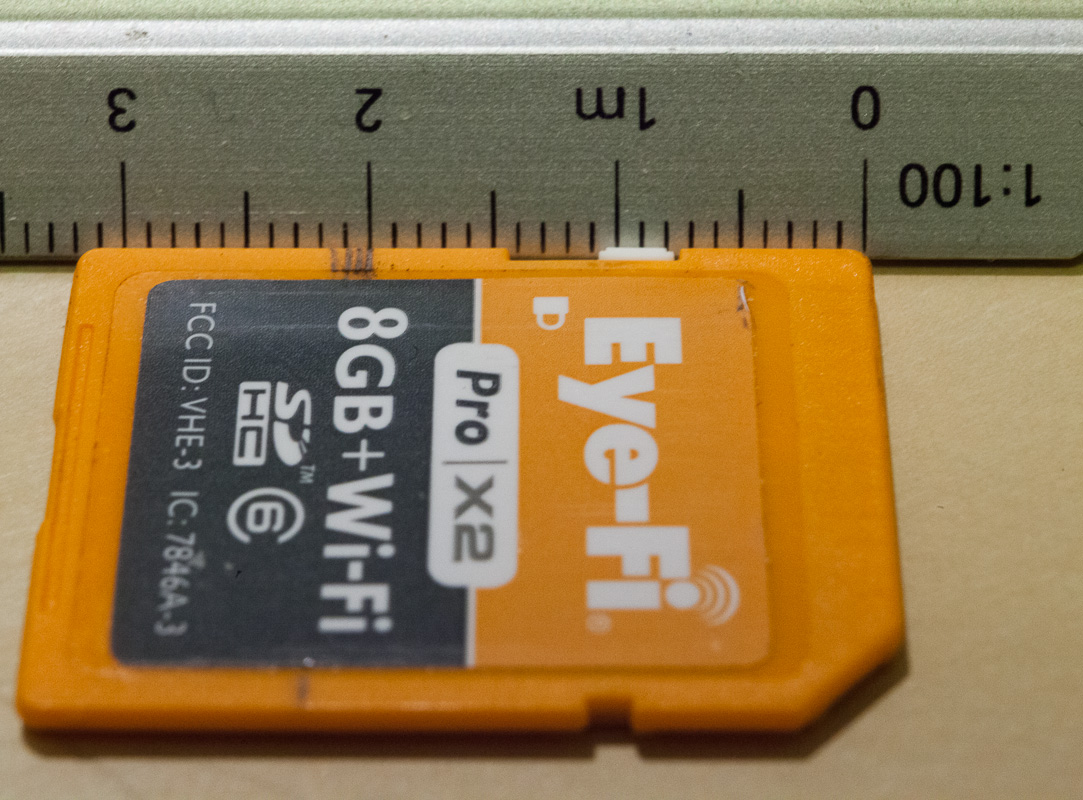 0 1m 2 3
1:100
Eye-Fi®
D
Pro | X2
8GB+Wi-Fi
SD™
HC
6
FCC ID: VHE-3 IC: 7846A-3